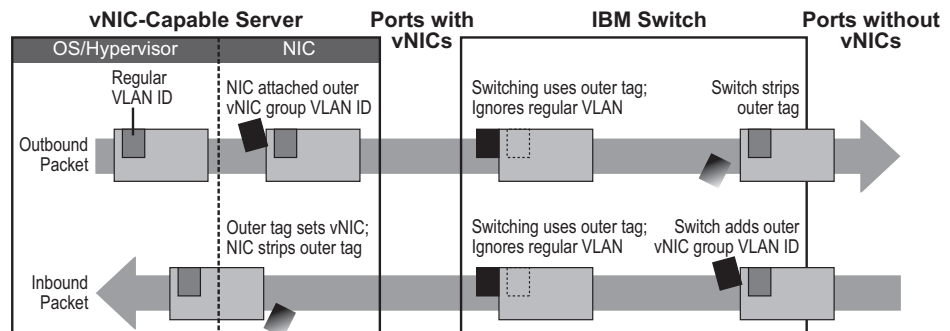 vNIC-Capable Server
Ports with
vNICs
IBM Switch
Ports without
vNICs
OS/Hypervisor
NIC
Regular
VLAN ID
NIC attached outer
vNIC group VLAN ID
Switching uses outer tag;
Ignores regular VLAN
Switch strips
outer tag
Outbound
Packet
Outer tag sets vNIC;
NIC strips outer tag
Switching uses outer tag;
Ignores regular VLAN
Switch adds outer
vNIC group VLAN ID
Inbound
Packet